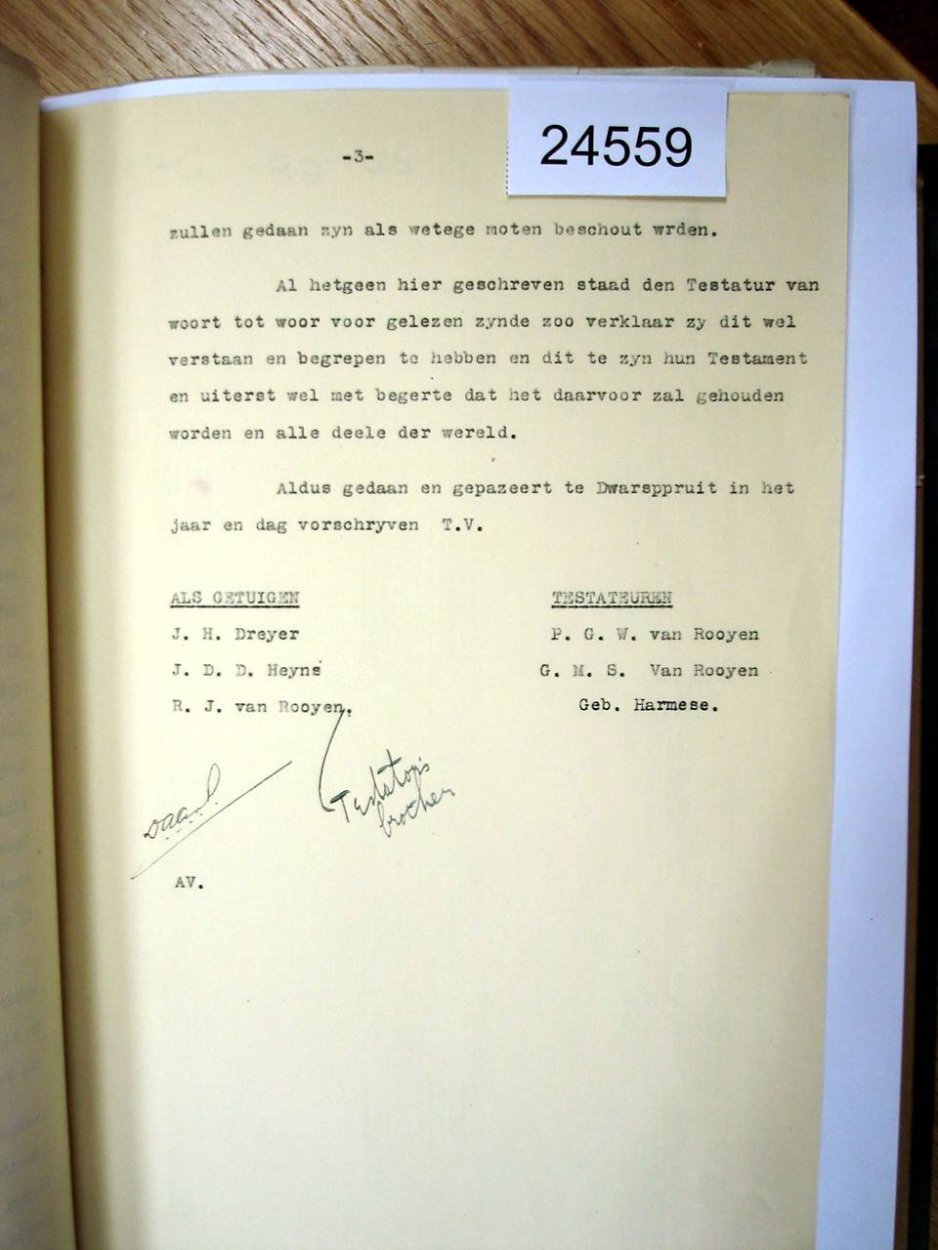 24559
-3-
zullen gedaan zyn als wetege moten beschout wrden.
Al hetgeen hier geschreven staad den Testatur van
woort tot woor voor gelezen zynde zoo verklaar zy dit wel
verstaan en begrepen te hebben en dit te zyn hun Testament
en uiterst wel met begerte dat het daarvoor zal gehouden
worden en alle deele der wereld.
Aldus gedaan en gepazeert te Dwarsppruit in het
jaar en dag vorschryven T.V.
ALS GETUIGEN
J. H. Dreyer
J. D. D. Heyns
R. J. van Rooyen.
TESTATEUREN
P. G. W. van Rooyen
G. M. S. Van Rooyen
Geb. Harmese.
Teststop's
brother
AV.